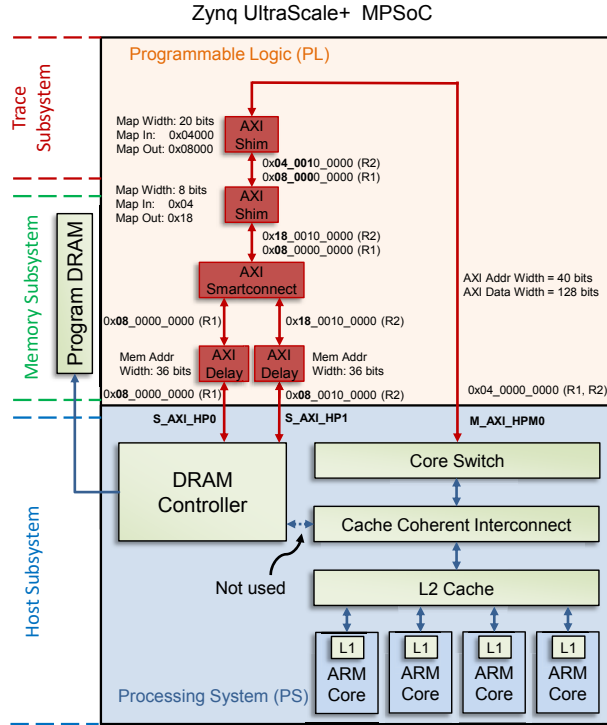 Zynq UltraScale+ MPSoC
Programmable Logic (PL)
Trace
Subsystem
Map Width: 20 bits
Map In: 0x04000
Map Out: 0x08000
AXI
Shim
0x04_0010_0000 (R2)
0x08_0000_0000 (R1)
Map Width: 8 bits
Map In: 0x04
Map Out: 0x18
AXI
Shim
0x18_0010_0000 (R2)
0x08_0000_0000 (R1)
Memory Subsystem
Program DRAM
AXI
Smartconnect
AXI Addr Width = 40 bits
AXI Data Width = 128 bits
0x08_0000_0000 (R1)
0x18_0010_0000 (R2)
Mem Addr
Width: 36 bits
AXI
Delay
AXI
Delay
Mem Addr
Width: 36 bits
0x08_0000_0000 (R1)
0x08_0010_0000 (R2)
0x04_0000_0000 (R1, R2)
S_AXI_HP0
S_AXI_HP1
M_AXI_HPM0
Host Subsystem
DRAM
Controller
Core Switch
Cache Coherent Interconnect
Not used
L2 Cache
L1
ARM
Core
L1
ARM
Core
L1
ARM
Core
L1
ARM
Core
Processing System (PS)